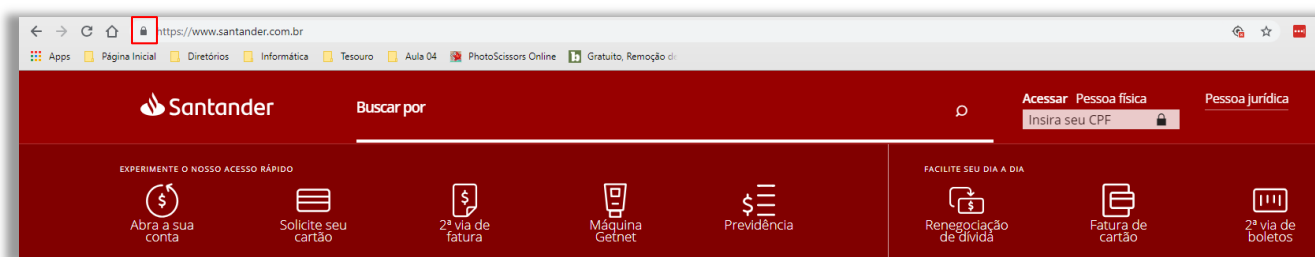 https://www.santander.com.br
Apps Página Inicial Diretórios Informática Tesouro Aula 04 PhotoScissors Online Gratuito, Remoção de
Santander
Buscar por
Acessar Pessoa física
Pessoa jurídica
Insira seu CPF
EXPERIMENTE O NOSSO ACESSO RÁPIDO
Abra a sua
conta
Solicite seu
cartão
2ª via de
fatura
Máquina
Getnet
Previdência
FACILITE SEU DIA A DIA
Renegociação
de dívida
Fatura de
cartão
2ª via de
boletos